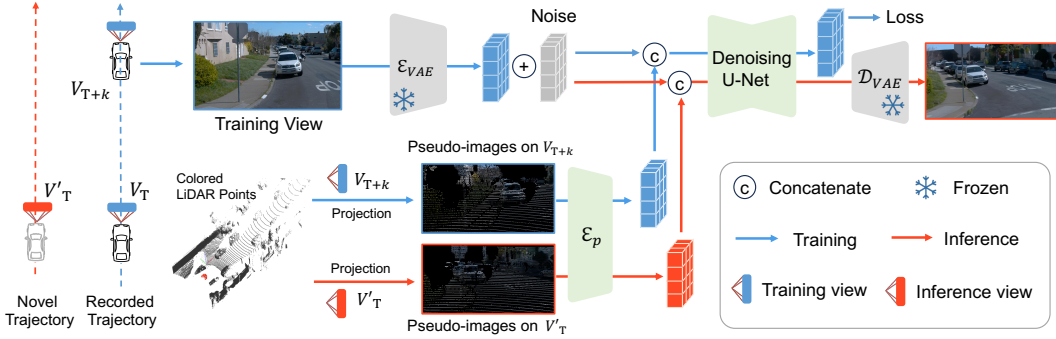 Noise
Loss
V_{T+k}
ℰ_{VAE}
+
c
c
Denoising
U-Net
𝒟_{VAE}
Training View
Pseudo-images on V_{T+k}
V'_T
V_T
Colored
LiDAR Points
V_{T+k}
Projection
ℰ_p
Projection
V'_T
Pseudo-images on V'_T
Novel
Trajectory
Recorded
Trajectory
c Concatenate
Frozen
Training
Inference
Training view
Inference view